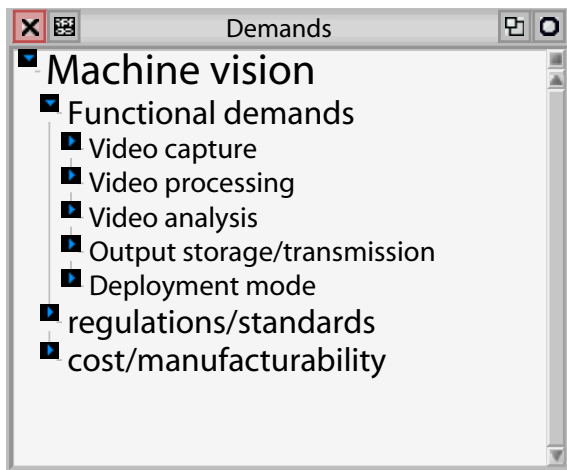 Demands
Machine vision
Functional demands
Video capture
Video processing
Video analysis
Output storage/transmission
Deployment mode
regulations/standards
cost/manufacturability